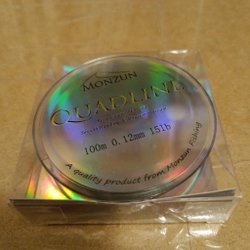 MONZUN
QUADLINE
100m 0.12mm 15lb
A quality product from Monzun Fishing